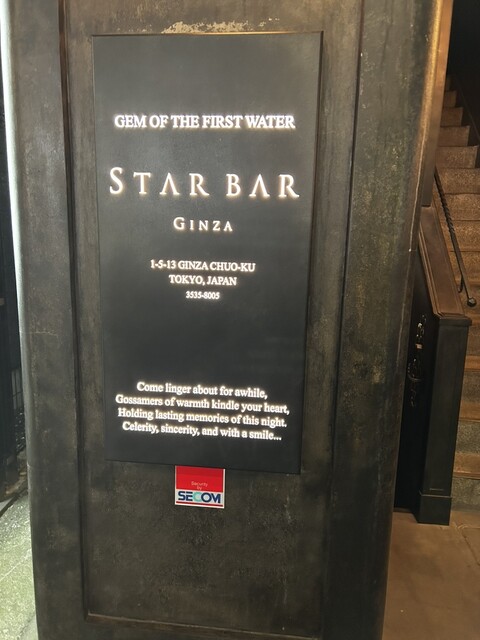 GEM OF THE FIRST WATER
STAR BAR
GINZA
1-5-13 GINZA CHUO-KU
TOKYO, JAPAN
3535-8005
Come linger about for awhile,
Gossamers of warmth kindle your heart,
Holding lasting memories of this night.
Celerity, sincerity, and with a smile...
Security
by
SECOM